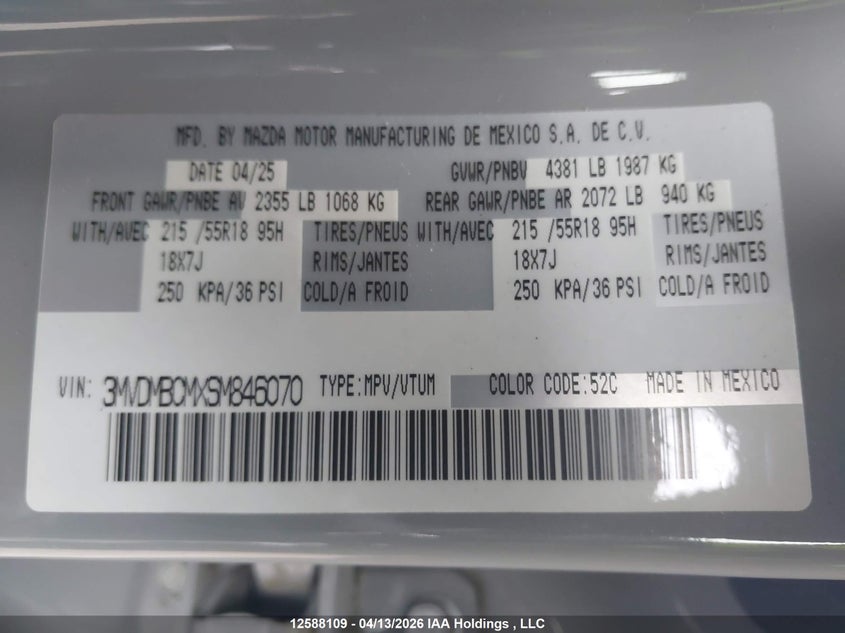 MFD. BY MAZDA MOTOR MANUFACTURING DE MEXICO S.A. DE C.V.
DATE 04/25 GVWR/PNBV 4381 LB 1987 KG
FRONT GAWR/PNBE AV 2355 LB 1068 KG REAR GAWR/PNBE AR 2072 LB 940 KG
WITH/AVEC 215 /55R18 95H TIRES/PNEUS WITH/AVEC 215 /55R18 95H TIRES/PNEUS
18X7J RIMS/JANTES 18X7J RIMS/JANTES
250 KPA/36 PSI COLD/A FROID 250 KPA/36 PSI COLD/A FROID
VIN: 3MVDMBCMXSM846070 TYPE:MPV/VTUM COLOR CODE:52C MADE IN MEXICO
12588109 - 04/13/2026 IAA Holdings , LLC